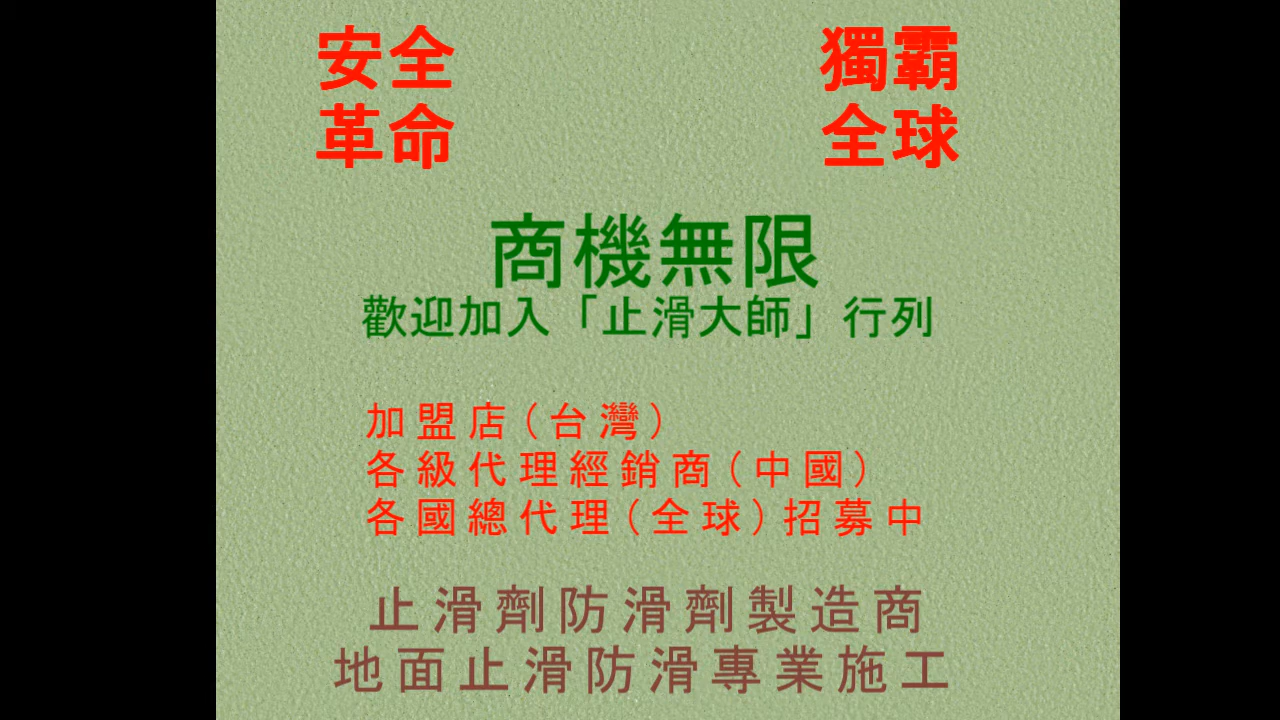 安全
革命
獨霸
全球
商機無限
歡迎加入「止滑大師」行列
加盟店(台灣)
各級代理經銷商(中國)
各國總代理(全球)招募中
止滑劑防滑劑製造商
地面止滑防滑專業施工